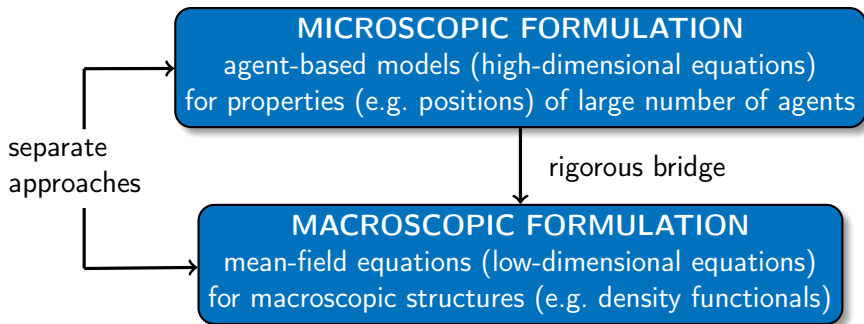 MICROSCOPIC FORMULATION
agent-based models (high-dimensional equations)
for properties (e.g. positions) of large number of agents
separate
approaches
rigorous bridge
MACROSCOPIC FORMULATION
mean-field equations (low-dimensional equations)
for macroscopic structures (e.g. density functionals)